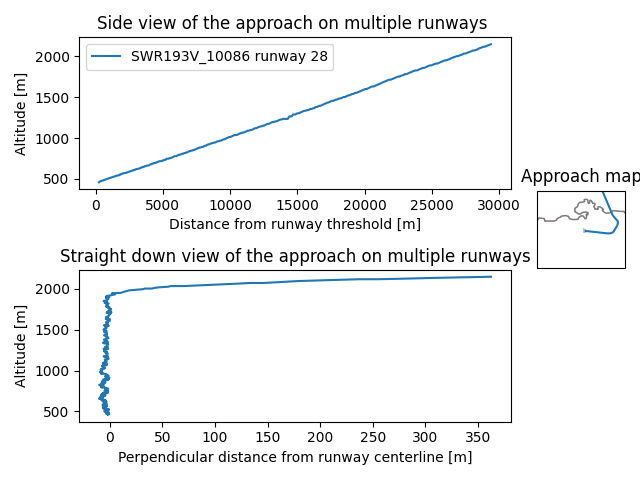 Side view of the approach on multiple runways
Altitude [m]
2000
1500
1000
500
SWR193V_10086 runway 28
0 5000 10000 15000 20000 25000 30000
Distance from runway threshold [m]
Approach map
Straight down view of the approach on multiple runways
Altitude [m]
2000
1500
1000
500
0 50 100 150 200 250 300 350
Perpendicular distance from runway centerline [m]